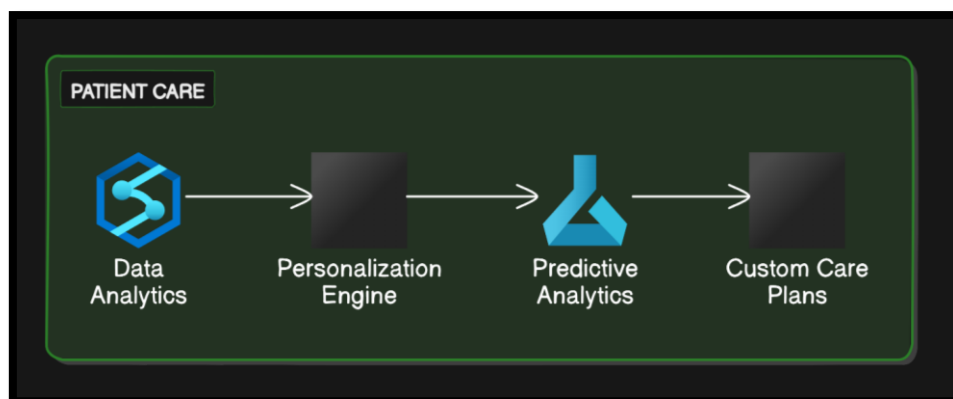 PATIENT CARE
Data
Analytics
Personalization
Engine
Predictive
Analytics
Custom Care
Plans